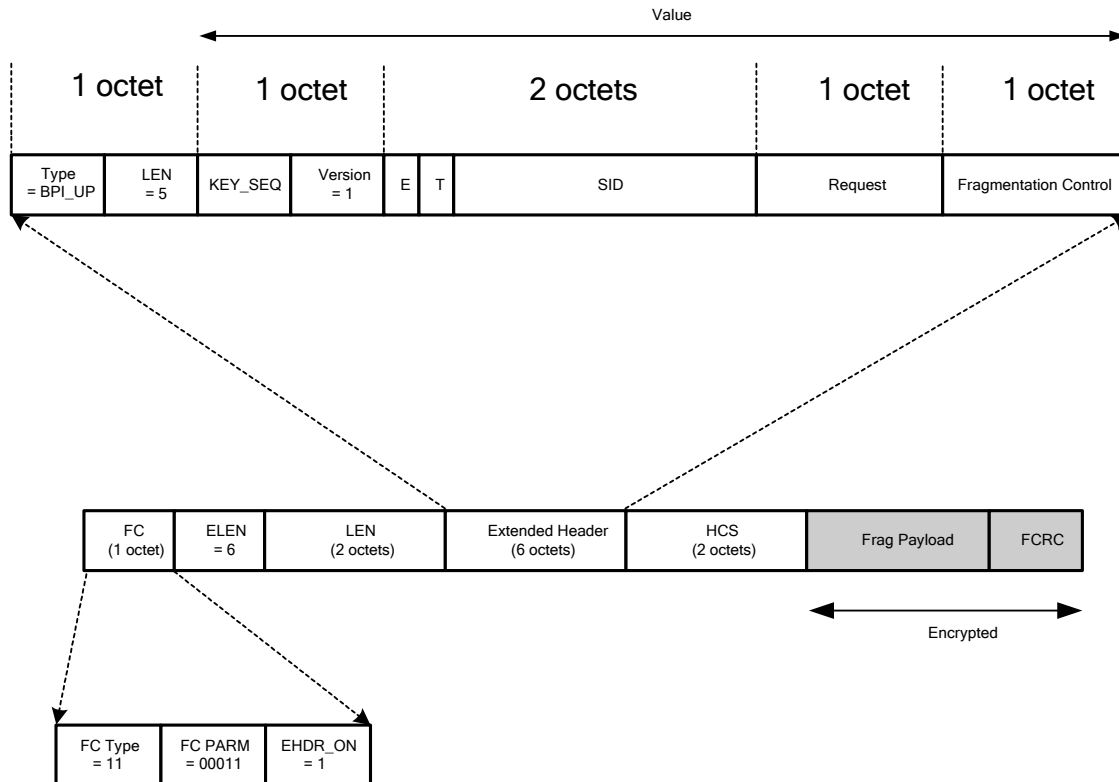 Value
1 octet
1 octet
2 octets
1 octet
1 octet
Type
= BPI_UP
LEN
= 5
KEY_SEQ
Version
= 1
E
T
SID
Request
Fragmentation Control
FC
(1 octet)
ELEN
= 6
LEN
(2 octets)
Extended Header
(6 octets)
HCS
(2 octets)
Frag Payload
FCRC
Encrypted
FC Type
= 11
FC PARM
= 00011
EHDR_ON
= 1